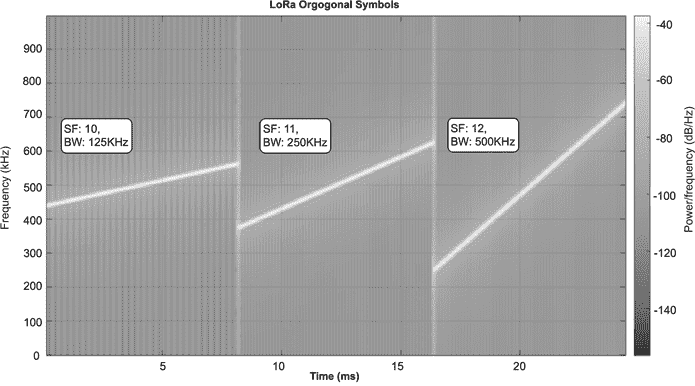 LoRa Orgogonal Symbols
Frequency (kHz)
900
800
700
600
500
400
300
200
100
0
SF: 10,
BW: 125KHz
SF: 11,
BW: 250KHz
SF: 12,
BW: 500KHz
5
10
15
20
Time (ms)
-40
-60
-80
-100
-120
-140
Power/frequency (dB/Hz)